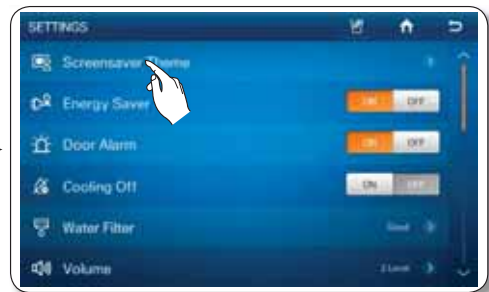 SETTINGS
Screensaver Theme
Energy Saver ON OFF
Door Alarm ON OFF
Cooling Off ON OFF
Water Filter Good
Volume 2 Level